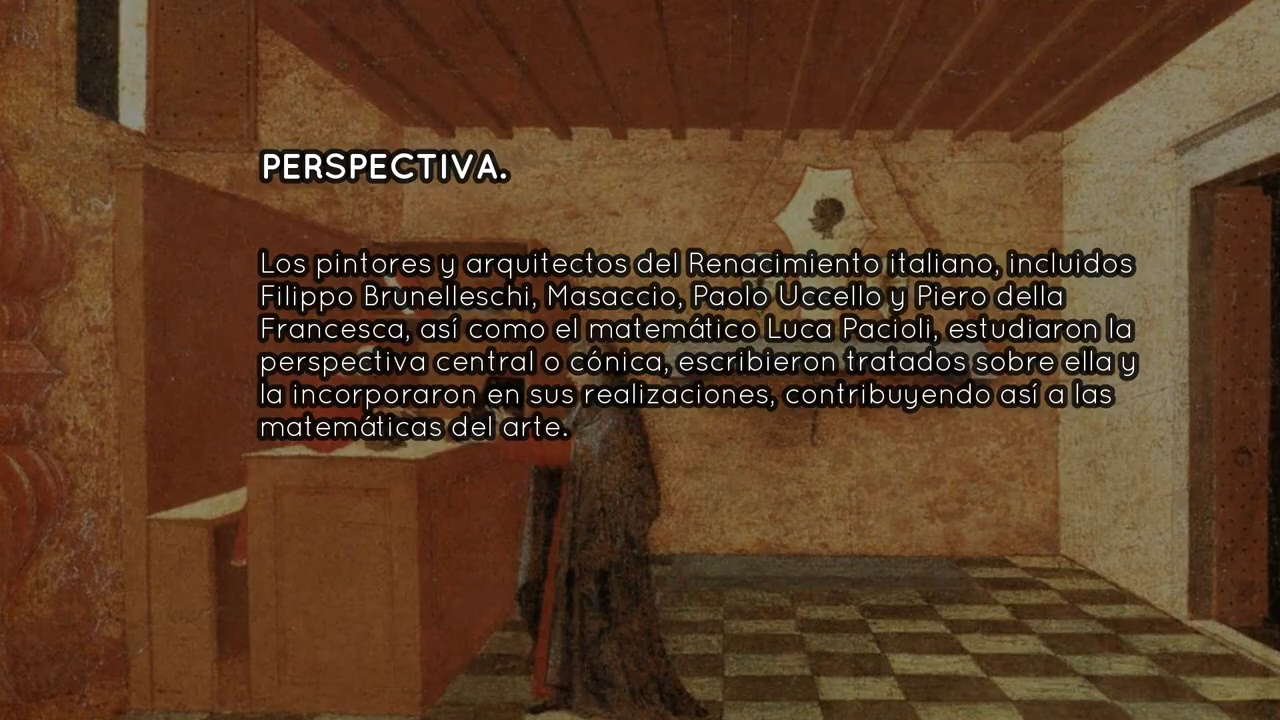 PERSPECTIVA.
Los pintores y arquitectos del Renacimiento italiano, incluidos
Filippo Brunelleschi, Masaccio, Paolo Uccello y Piero della
Francesca, así como el matemático Luca Pacioli, estudiaron la
perspectiva central o cónica, escribieron tratados sobre ella y
la incorporaron en sus realizaciones, contribuyendo así a las
matemáticas del arte.